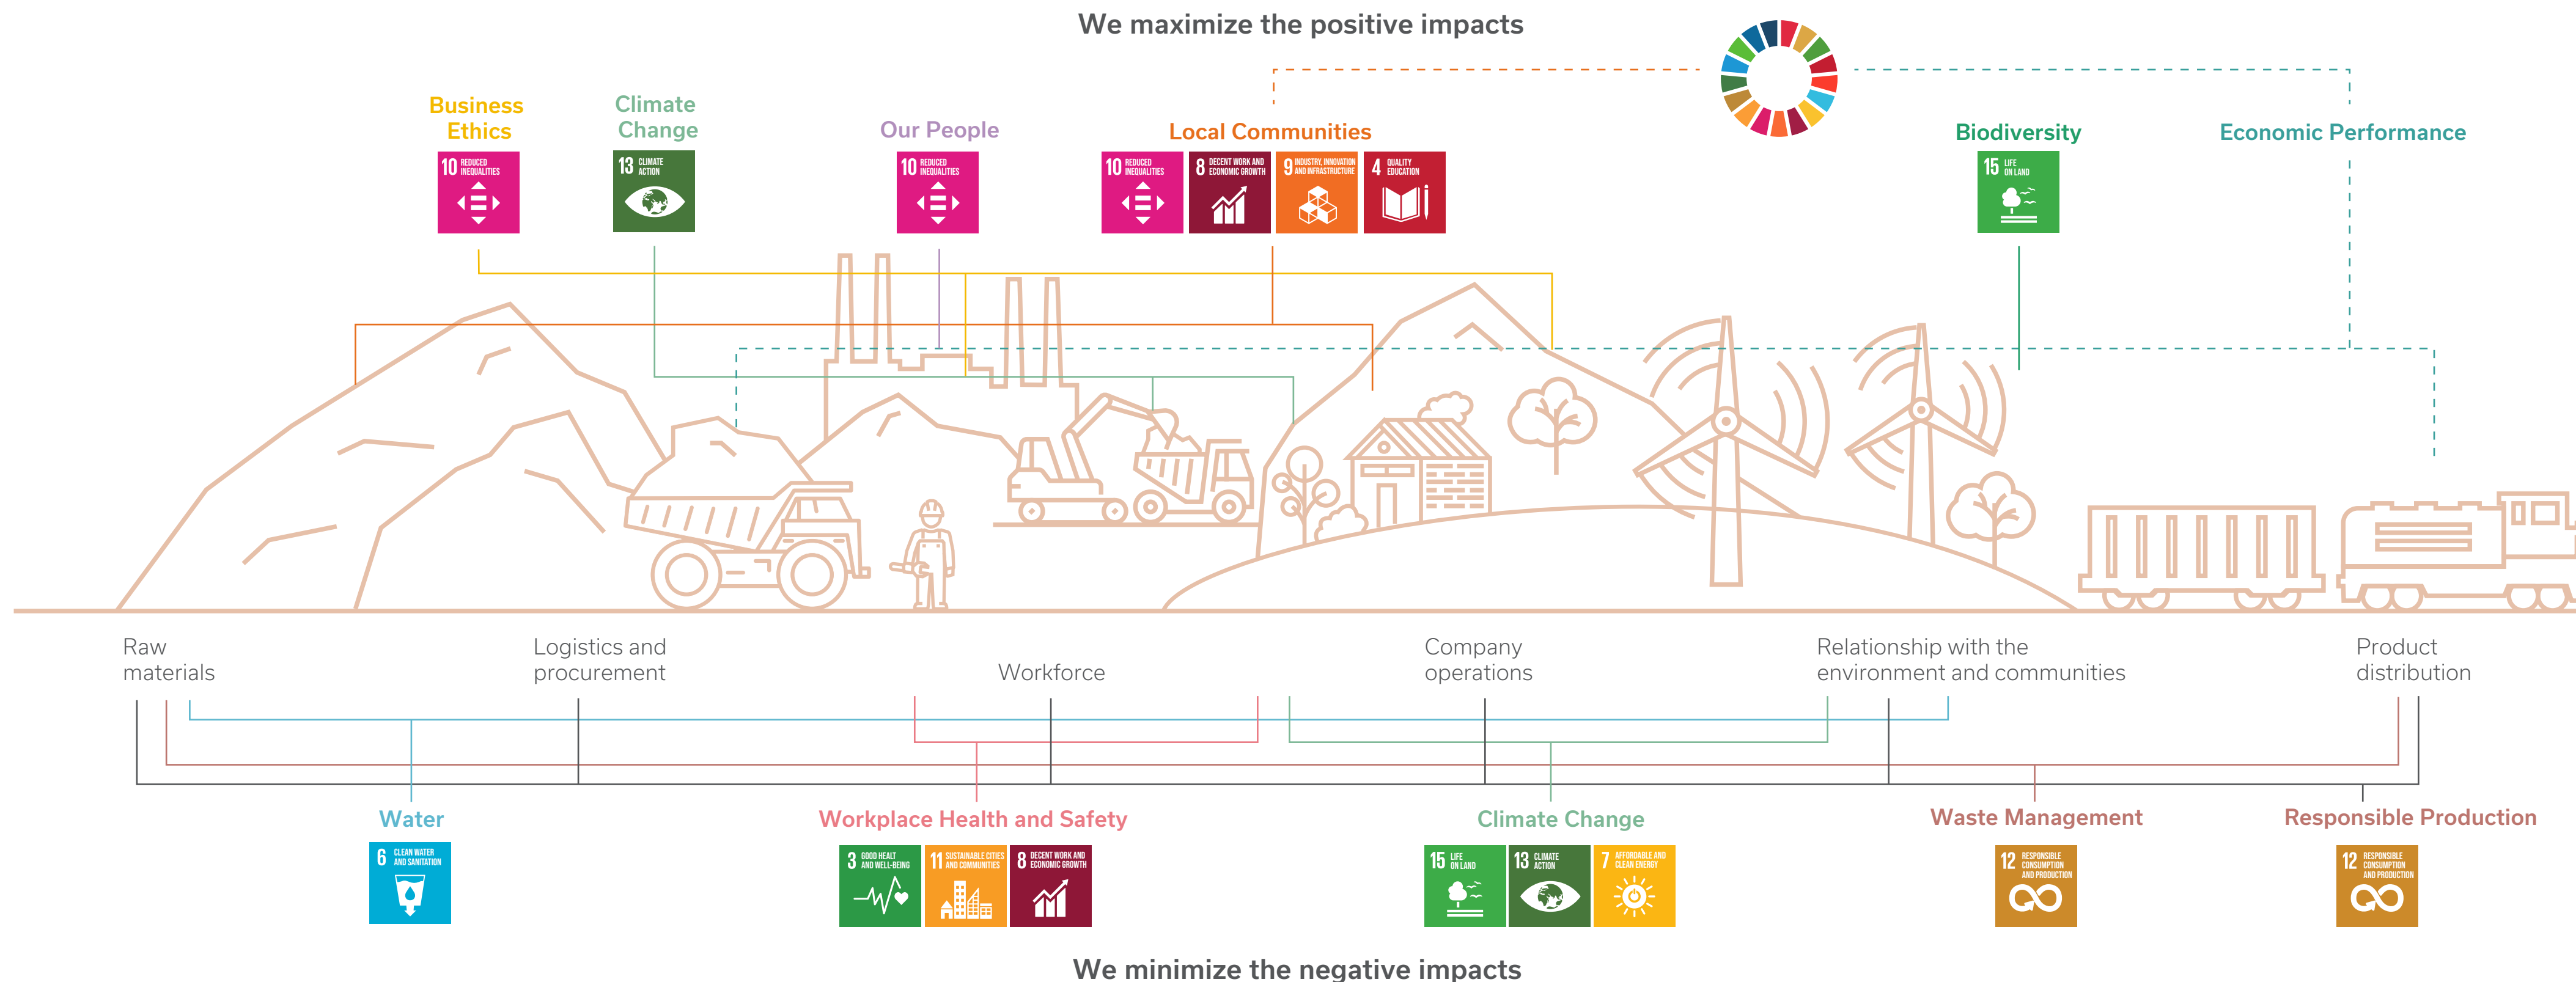 We maximize the positive impacts
Business
Ethics
Climate
Change
Our People
Local Communities
Biodiversity
Economic Performance
10 REDUCED
INEQUALITIES
13 CLIMATE
ACTION
10 REDUCED
INEQUALITIES
10 REDUCED
INEQUALITIES
8 DECENT WORK AND
ECONOMIC GROWTH
9 INDUSTRY, INNOVATION
AND INFRASTRUCTURE
4 QUALITY
EDUCATION
15 LIFE
ON LAND
Raw
materials
Logistics and
procurement
Workforce
Company
operations
Relationship with the
environment and communities
Product
distribution
Water
Workplace Health and Safety
Climate Change
Waste Management
Responsible Production
6 CLEAN WATER
AND SANITATION
3 GOOD HEALT
AND WELL-BEING
11 SUSTAINABLE CITIES
AND COMMUNITIES
8 DECENT WORK AND
ECONOMIC GROWTH
15 LIFE
ON LAND
13 CLIMATE
ACTION
7 AFFORDABLE AND
CLEAN ENERGY
12 RESPONSIBLE
CONSUMPTION
AND PRODUCTION
12 RESPONSIBLE
CONSUMPTION
AND PRODUCTION
We minimize the negative impacts